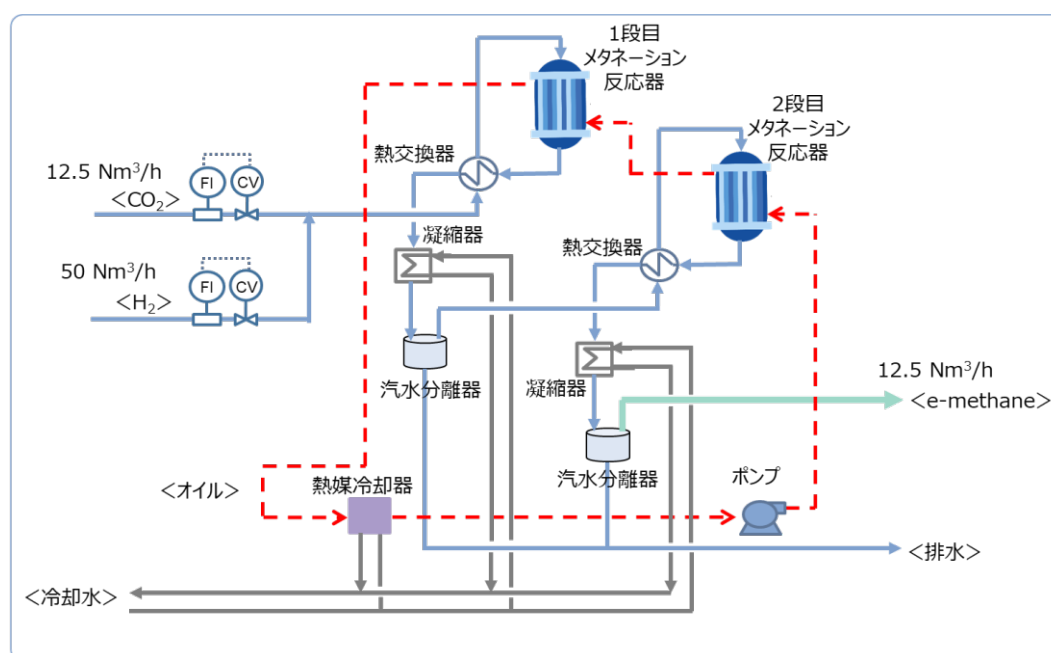 1段目
メタネーション
反応器
2段目
メタネーション
反応器
熱交換器
12.5 Nm³/h
<CO₂>
FI
CV
凝縮器
熱交換器
50 Nm³/h
<H₂>
FI
CV
汽水分離器
凝縮器
12.5 Nm³/h
<e-methane>
汽水分離器
ポンプ
<オイル>
熱媒冷却器
<排水>
<冷却水>